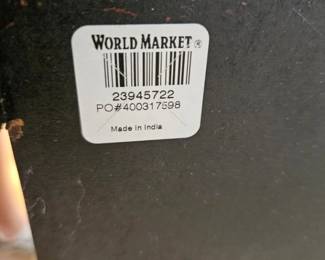 WORLD MARKET®
23945722
PO#400317598
Made in India